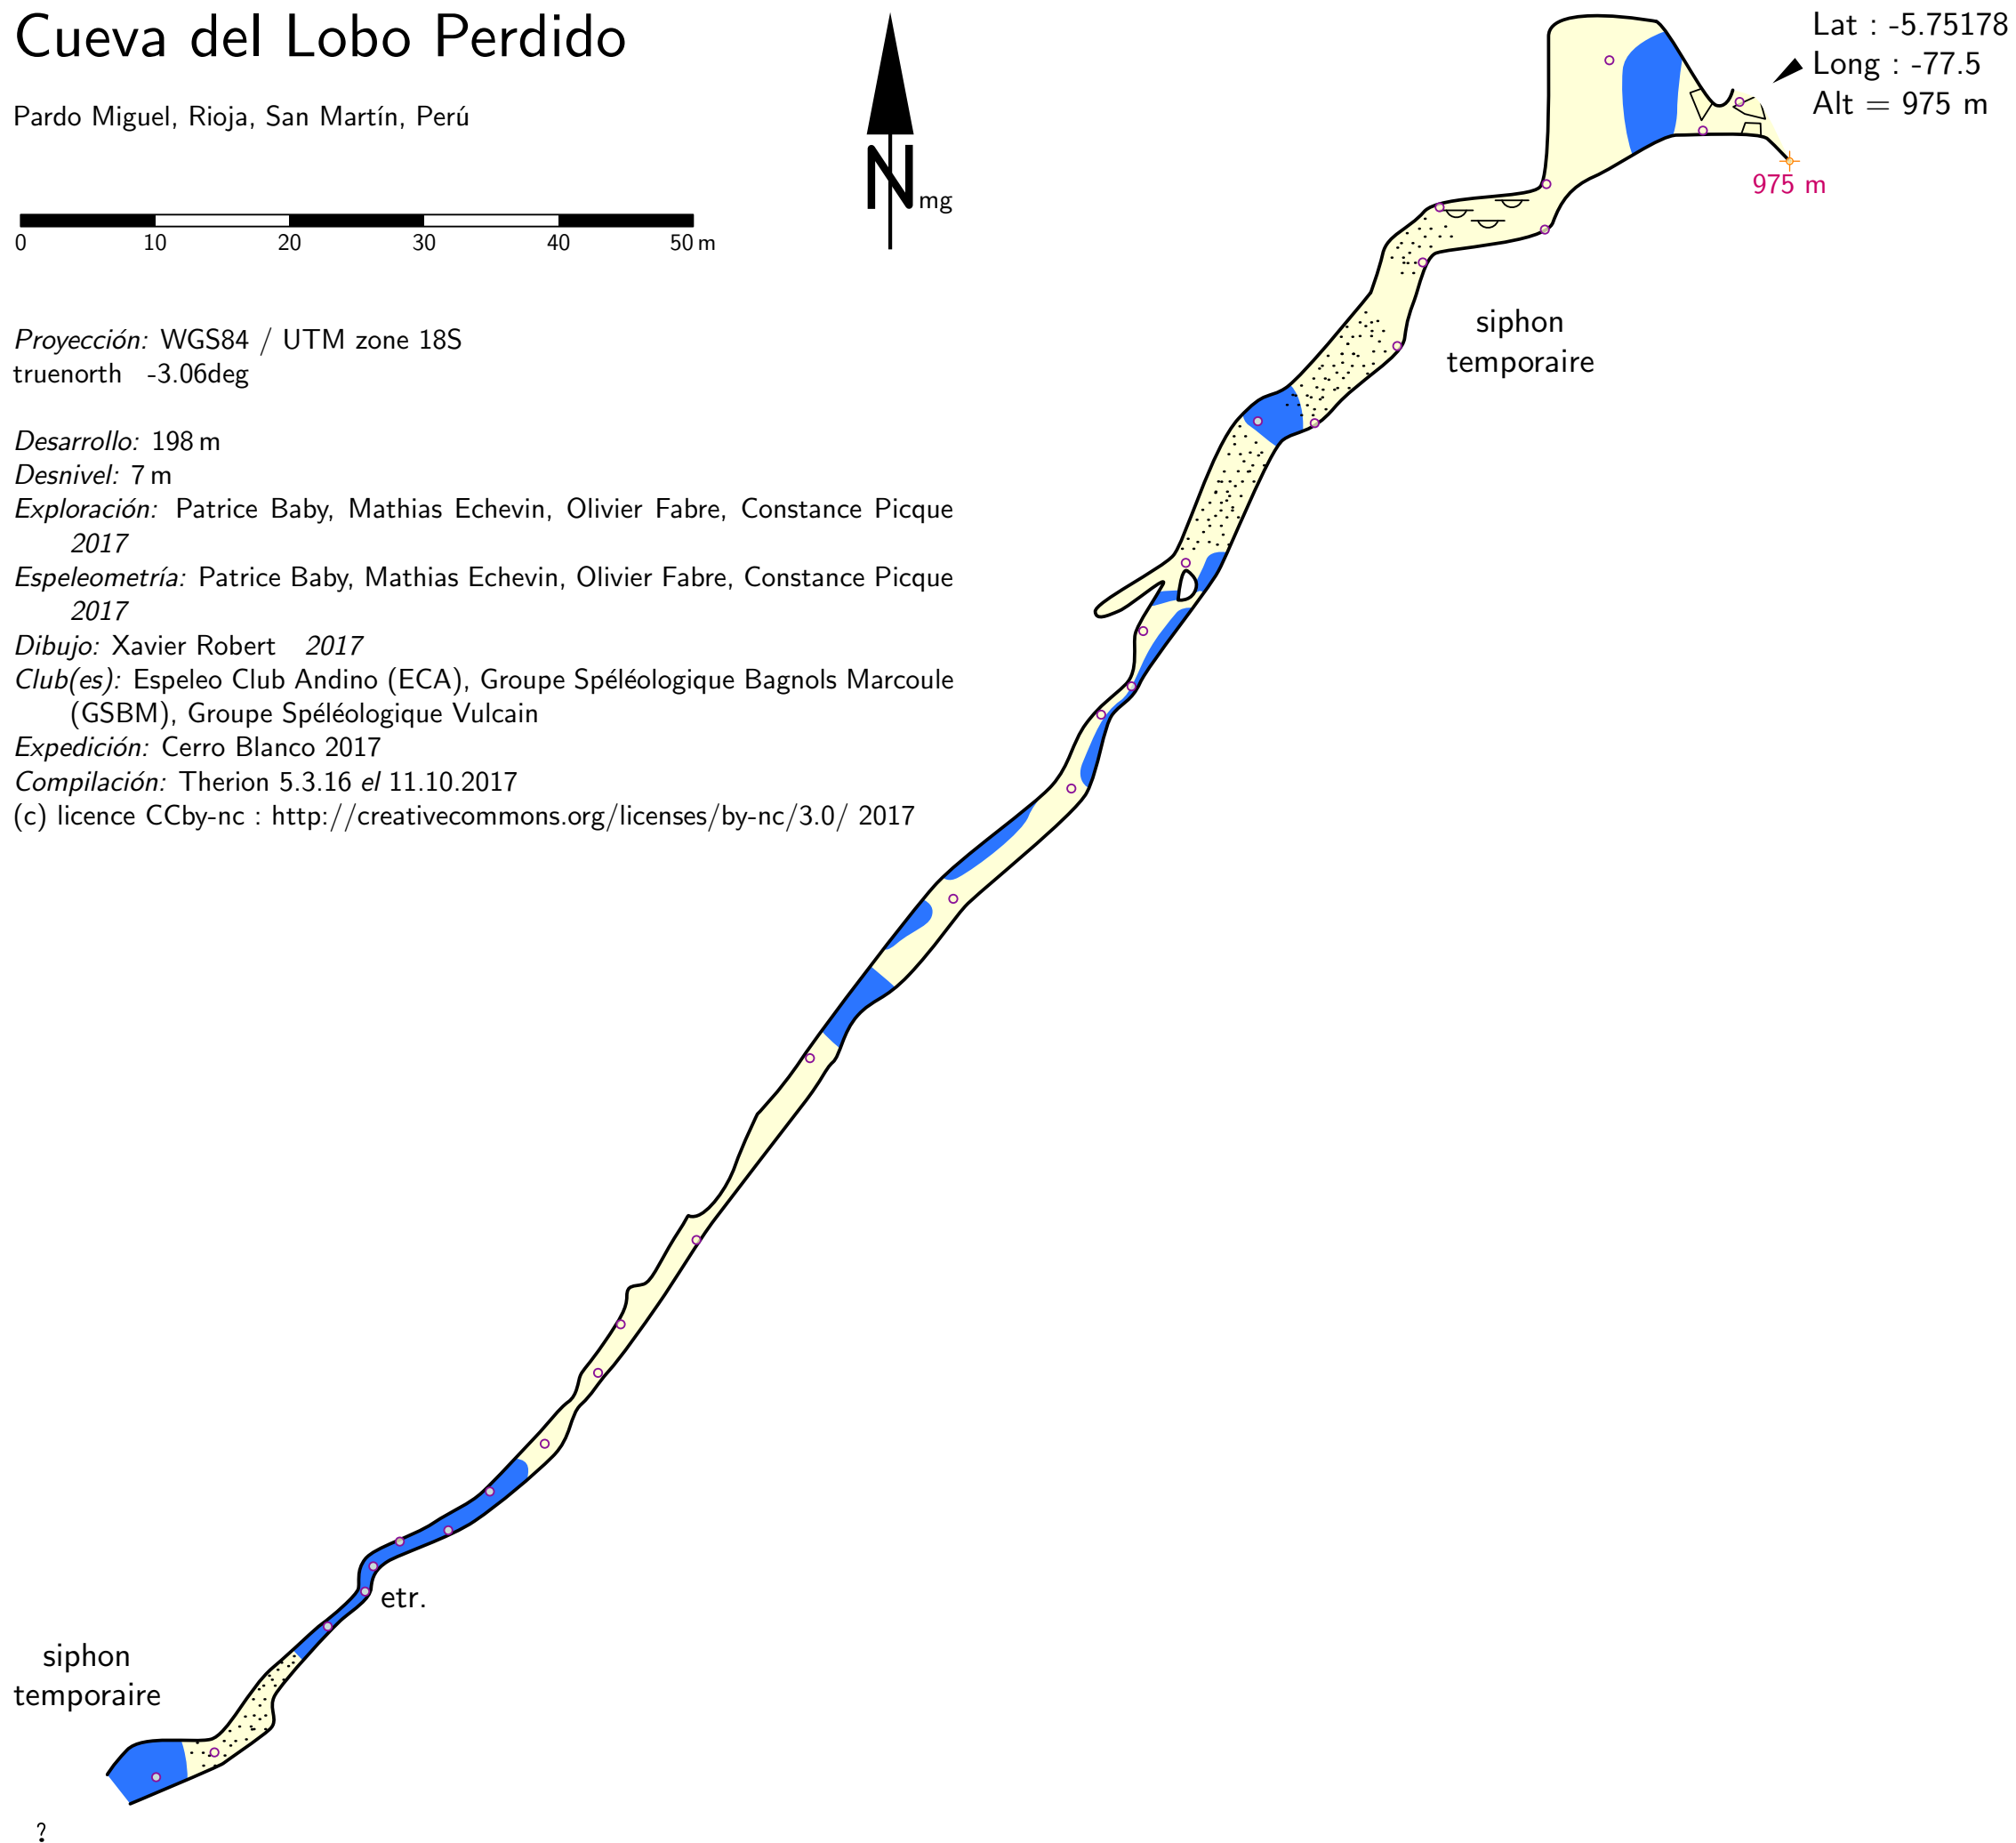 Cueva del Lobo Perdido
Pardo Miguel, Rioja, San Martín, Perú
0 10 20 30 40 50 m
N mg
Lat : -5.75178
Long : -77.5
Alt = 975 m
975 m
Proyección: WGS84 / UTM zone 18S
truenorth -3.06deg
Desarrollo: 198 m
Desnivel: 7 m
Exploración: Patrice Baby, Mathias Echevin, Olivier Fabre, Constance Picque
2017
Espeleometría: Patrice Baby, Mathias Echevin, Olivier Fabre, Constance Picque
2017
Dibujo: Xavier Robert 2017
Club(es): Espeleo Club Andino (ECA), Groupe Spéléologique Bagnols Marcoule
(GSBM), Groupe Spéléologique Vulcain
Expedición: Cerro Blanco 2017
Compilación: Therion 5.3.16 el 11.10.2017
(c) licence CCby-nc : http://creativecommons.org/licenses/by-nc/3.0/ 2017
siphon
temporaire
etr.
siphon
temporaire
?